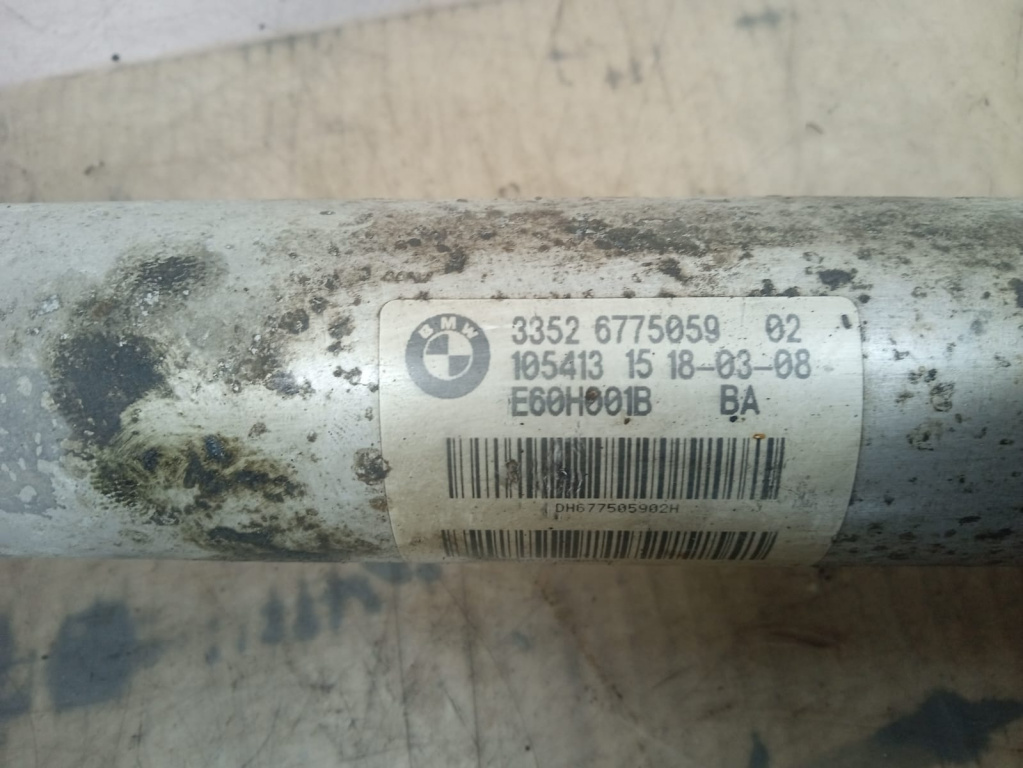 BMW
3352 6775059 02
105413 15 18-03-08
E60H001B BA
DH677505902H